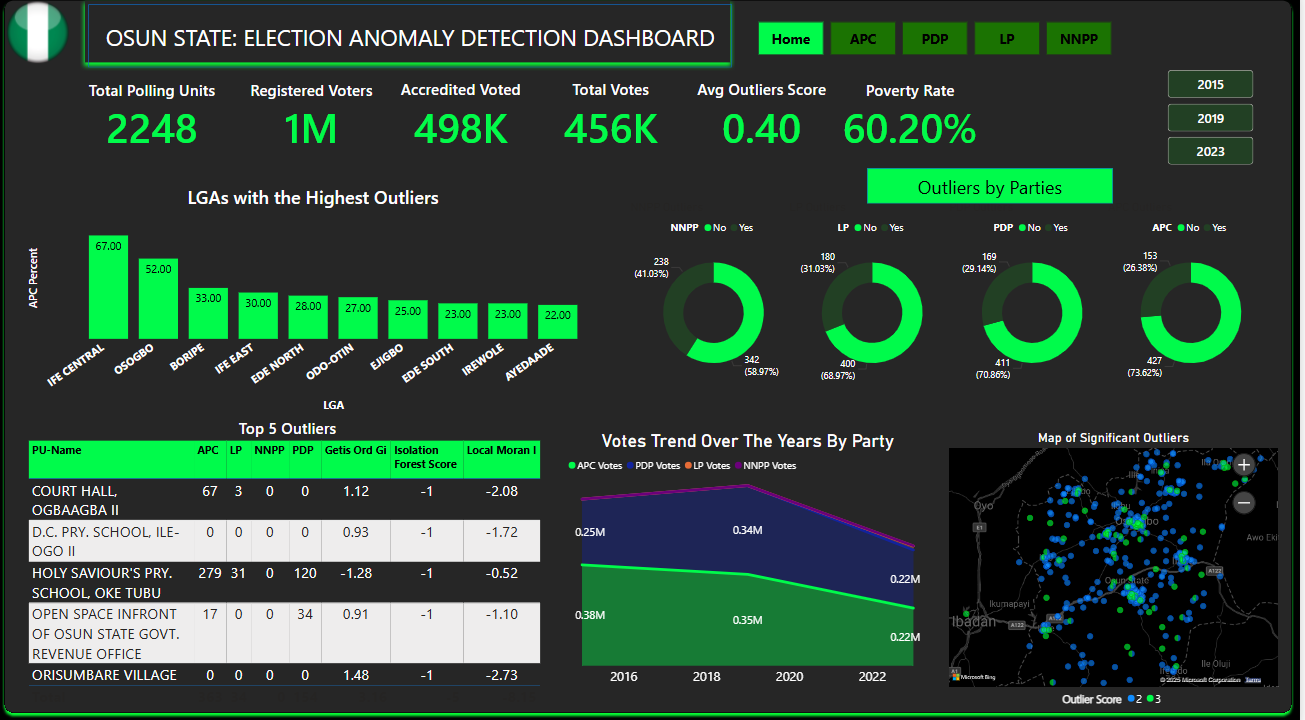 OSUN STATE: ELECTION ANOMALY DETECTION DASHBOARD
Home
APC
PDP
LP
NNPP
Total Polling Units
2248
Registered Voters
1M
Accredited Voted
498K
Total Votes
456K
Avg Outliers Score
0.40
Poverty Rate
60.20%
2015
2019
2023
LGAs with the Highest Outliers
APC Percent
67.00
52.00
33.00
30.00
28.00
27.00
25.00
23.00
23.00
22.00
IFE CENTRAL
OSOGBO
BORIPE
IFE EAST
EDE NORTH
ODO-OTIN
EJIGBO
EDE SOUTH
IREWOLE
AYEDAADE
LGA
Outliers by Parties
NNPP No Yes
238
(41.03%)
342
(58.97%)
LP No Yes
180
(31.03%)
400
(68.97%)
PDP No Yes
169
(29.14%)
411
(70.86%)
APC No Yes
153
(26.38%)
427
(73.62%)
Top 5 Outliers
PU-Name APC LP NNPP PDP Getis Ord Gi Isolation Forest Score Local Moran I
COURT HALL, 67 3 0 0 1.12 -1 -2.08
OGBAAGBA II
D.C. PRY. SCHOOL, ILE- 0 0 0 0 0.93 -1 -1.72
OGO II
HOLY SAVIOUR'S PRY. 279 31 0 120 -1.28 -1 -0.52
SCHOOL, OKE TUBU
OPEN SPACE INFRONT 17 0 0 34 0.91 -1 -1.10
OF OSUN STATE GOVT.
REVENUE OFFICE
ORISUMBARE VILLAGE 0 0 0 0 1.48 -1 -2.73
Votes Trend Over The Years By Party
APC Votes PDP Votes LP Votes NNPP Votes
0.25M
0.34M
0.22M
0.38M
0.35M
0.22M
2016
2018
2020
2022
Map of Significant Outliers
+
−
Oyo
E1
Awo Eki
A122
Osun State
Ikumapayi
Ibadan
A122
A1
Ile Oluji
Microsoft Bing
© 2025 Microsoft Corporation Terms
Outlier Score 2 3